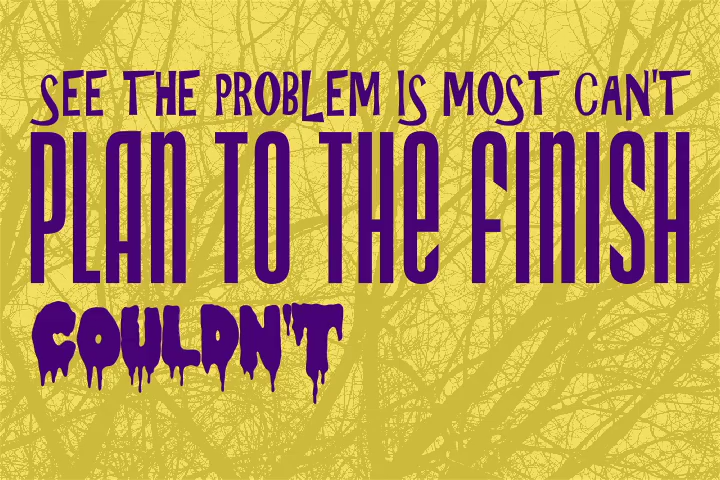 SEE THE PROBLEM IS MOST CAN'T
PLAN TO THE FINISH
COULDN'T